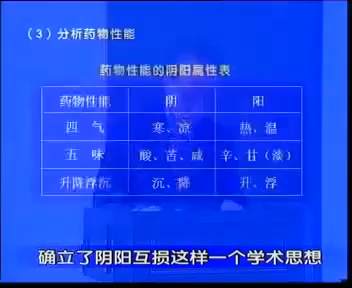 （3）分析药物性能
药物性能的阴阳属性表
药物性能 阴 阳
四气 寒、凉 热、温
五味 酸、苦、咸 辛、甘（淡）
升降浮沉 沉、降 升、浮
确立了阴阳互损这样一个学术思想